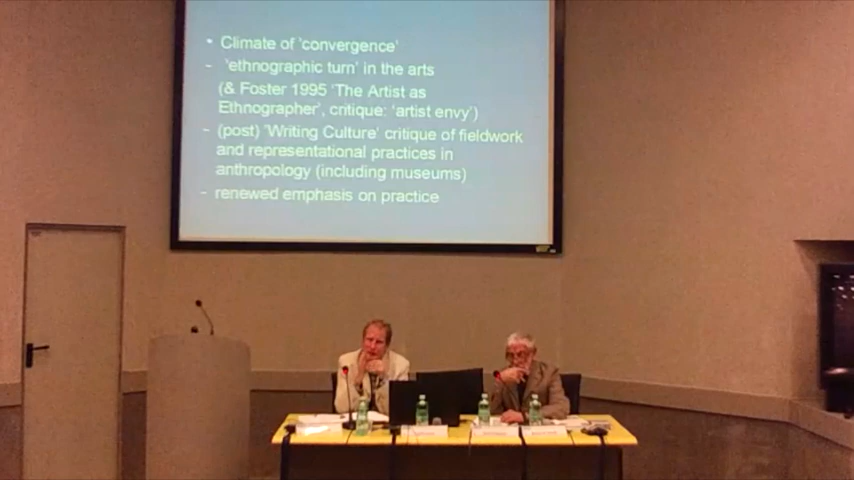 • Climate of 'convergence'
- 'ethnographic turn' in the arts
(& Foster 1995 'The Artist as
Ethnographer', critique: 'artist envy')
- (post) 'Writing Culture' critique of fieldwork
and representational practices in
anthropology (including museums)
- renewed emphasis on practice